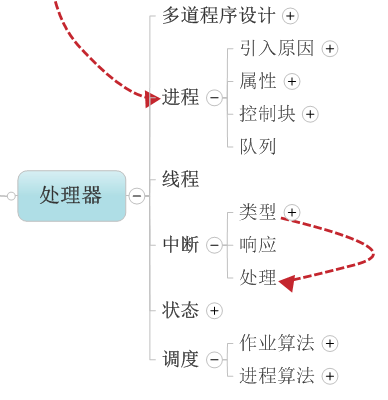 多道程序设计
引入原因
属性
进程
控制块
队列
线程
处理器
类型
中断
响应
处理
状态
作业算法
调度
进程算法